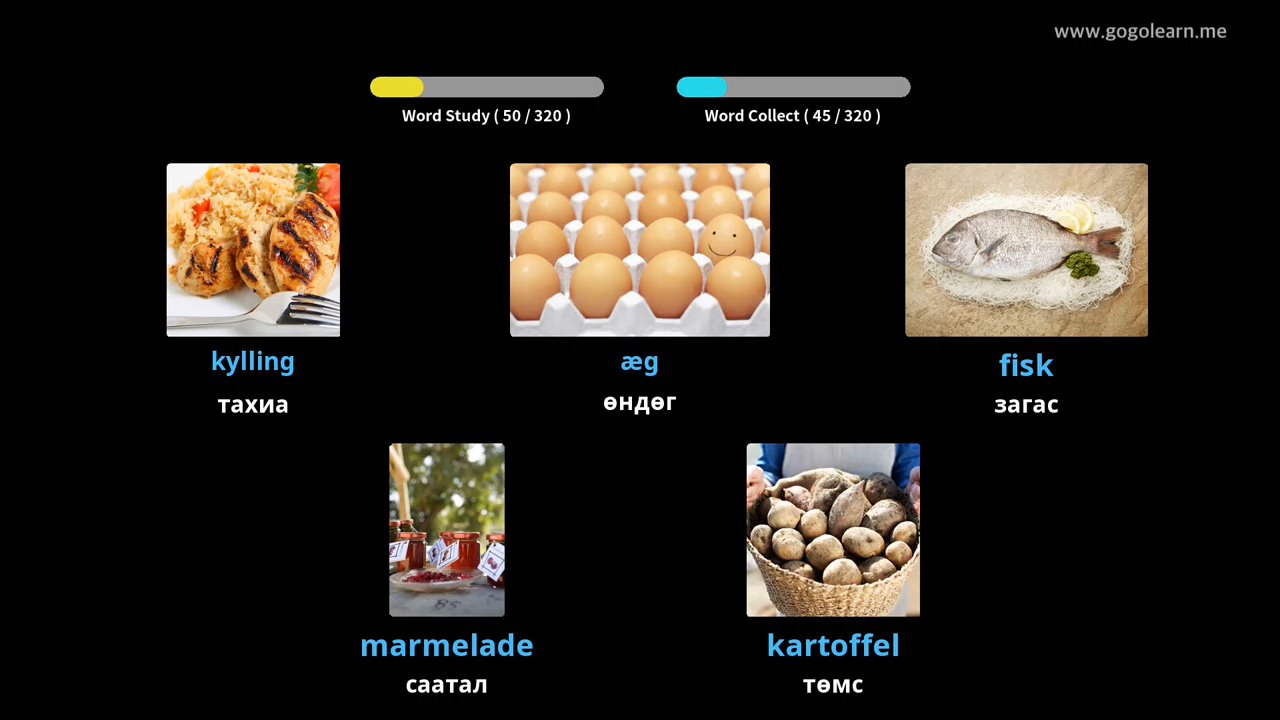 www.gogolearn.me
Word Study ( 50 / 320 )
Word Collect ( 45 / 320 )
kylling
æg
fisk
тахиа
өндөг
загас
marmelade
kartoffel
саатал
төмс